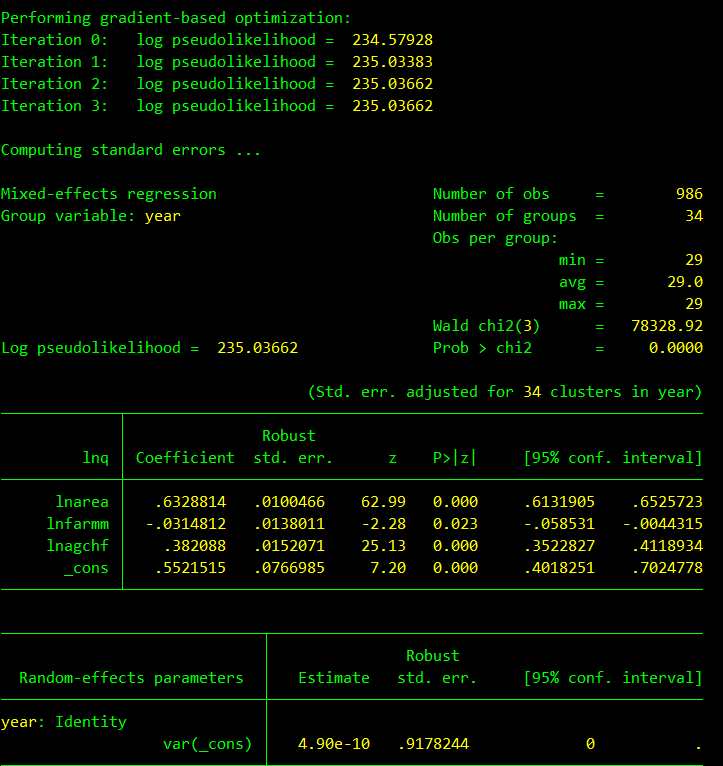 Performing gradient-based optimization:
Iteration 0:   log pseudolikelihood =  234.57928
Iteration 1:   log pseudolikelihood =  235.03383
Iteration 2:   log pseudolikelihood =  235.03662
Iteration 3:   log pseudolikelihood =  235.03662
Computing standard errors ...
Mixed-effects regression                        Number of obs     =        986
Group variable: year                            Number of groups  =         34
Obs per group:
min =         29
avg =       29.0
max =         29
Wald chi2(3)      =   78328.92
Log pseudolikelihood =  235.03662               Prob > chi2       =     0.0000
(Std. err. adjusted for 34 clusters in year)
Robust
lnq   Coefficient  std. err.      z    P>|z|     [95% conf. interval]
lnarea   .6328814   .0100466    62.99   0.000     .6131905    .6525723
lnfarmm  -.0314812   .0138011    -2.28   0.023     -.058531   -.0044315
lnagchf    .382088   .0152071    25.13   0.000     .3522827    .4118934
_cons   .5521515   .0766985     7.20   0.000     .4018251    .7024778
Robust
Random-effects parameters      Estimate   std. err.     [95% conf. interval]
year: Identity
var(_cons)     4.90e-10   .9178244             0           .